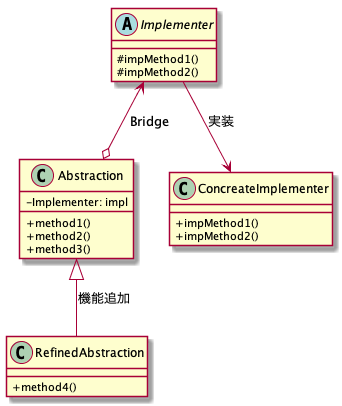 A Implementer
#impMethod1()
#impMethod2()
Bridge
実装
C Abstraction
-Implementer: impl
+method1()
+method2()
+method3()
C ConcreateImplementer
+impMethod1()
+impMethod2()
機能追加
C RefinedAbstraction
+method4()